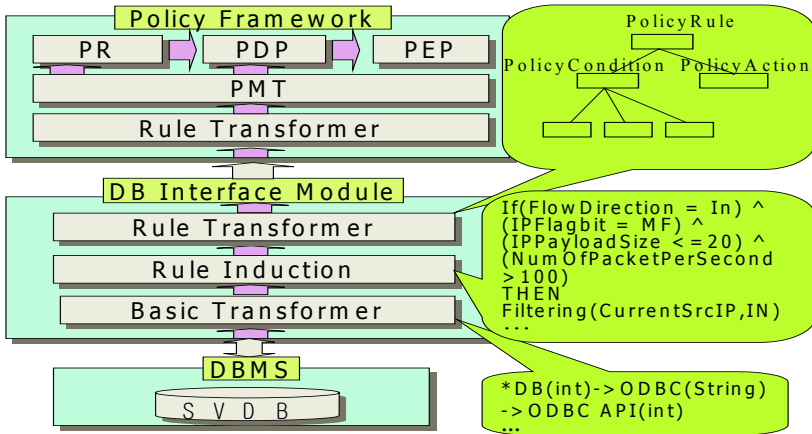 Policy Framework
PR
PDP
PEP
PMT
Rule Transformer
PolicyRule
PolicyCondition
PolicyAction
DB Interface Module
Rule Transformer
Rule Induction
Basic Transformer
If(FlowDirection = In) ^
(IPFlagbit = MF) ^
(IPPayloadSize <=20) ^
(NumOfPacketPerSecond
>100)
THEN
Filtering(CurrentSrcIP,IN)
...
DBMS
SVDB
*DB(int)->ODBC(String)
->ODBC API(int)
...